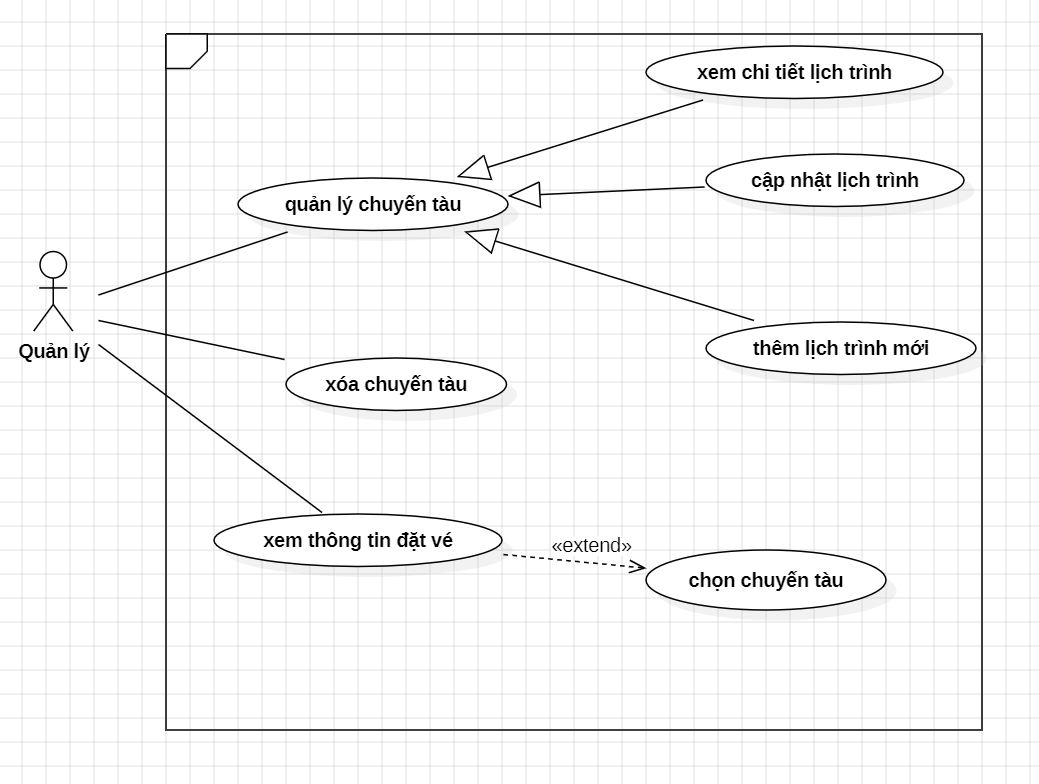 xem chi tiết lịch trình
cập nhật lịch trình
quản lý chuyến tàu
Quản lý
thêm lịch trình mới
xóa chuyến tàu
xem thông tin đặt vé
«extend»
chọn chuyến tàu